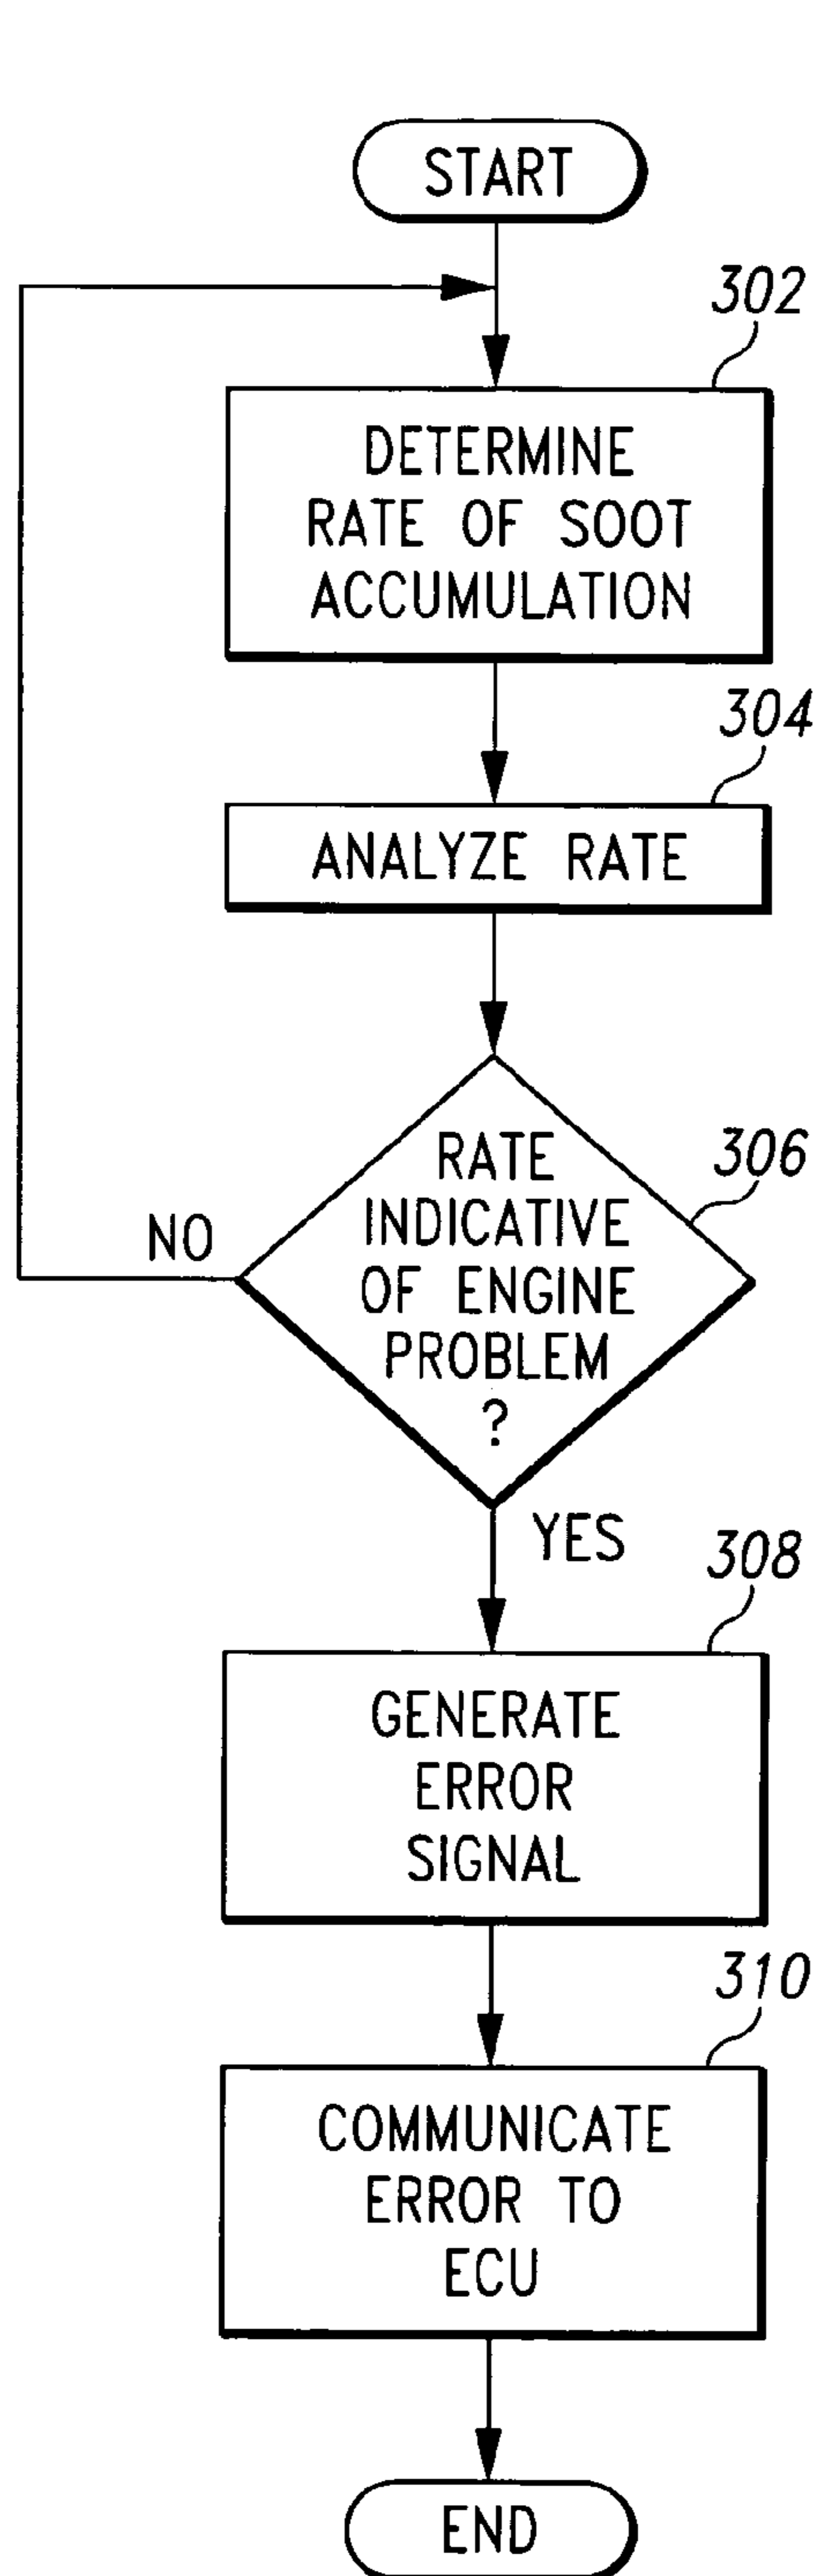 START
302
DETERMINE
RATE OF SOOT
ACCUMULATION
304
ANALYZE RATE
306
RATE
INDICATIVE
OF ENGINE
PROBLEM
?
NO
YES
308
GENERATE
ERROR
SIGNAL
310
COMMUNICATE
ERROR TO
ECU
END